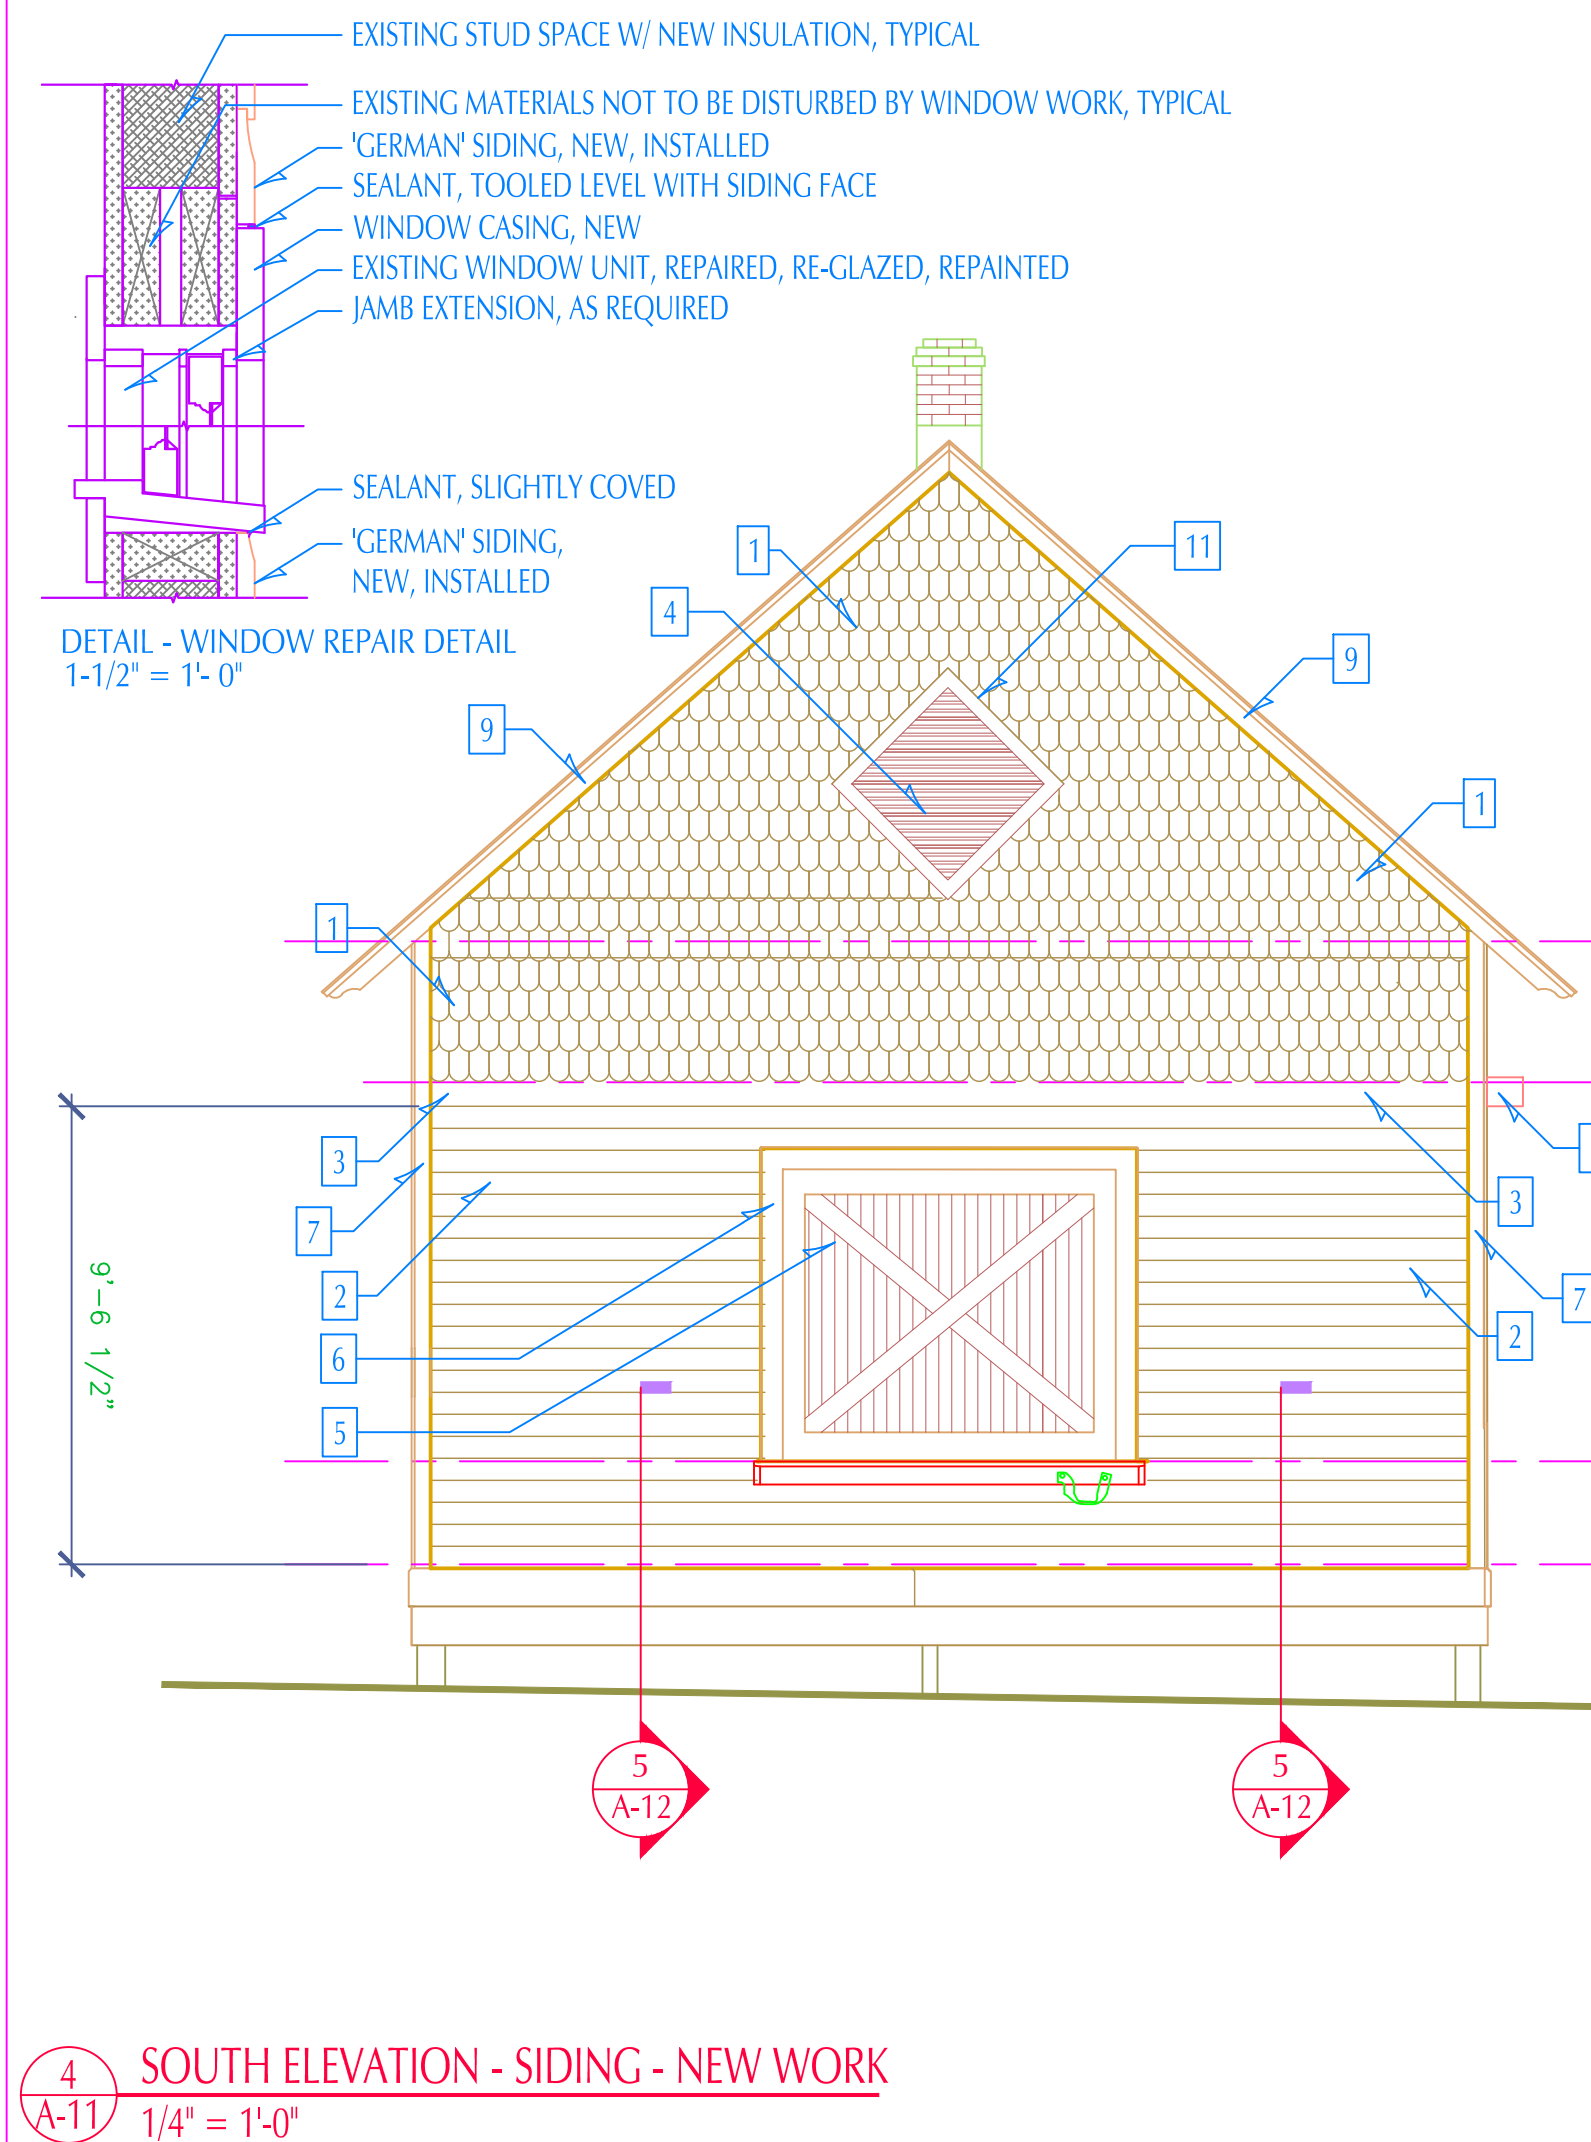 EXISTING STUD SPACE W/ NEW INSULATION, TYPICAL
EXISTING MATERIALS NOT TO BE DISTURBED BY WINDOW WORK, TYPICAL
'GERMAN' SIDING, NEW, INSTALLED
SEALANT, TOOLED LEVEL WITH SIDING FACE
WINDOW CASING, NEW
EXISTING WINDOW UNIT, REPAIRED, RE-GLAZED, REPAINTED
JAMB EXTENSION, AS REQUIRED
SEALANT, SLIGHTLY COVED
'GERMAN' SIDING,
NEW, INSTALLED
DETAIL - WINDOW REPAIR DETAIL
1-1/2" = 1'- 0"
1
11
4
9
9
1
1
3
3
7
7
2
2
6
5
9'-6 1/2"
5
A-12
5
A-12
4
A-11
SOUTH ELEVATION - SIDING - NEW WORK
1/4" = 1'-0"